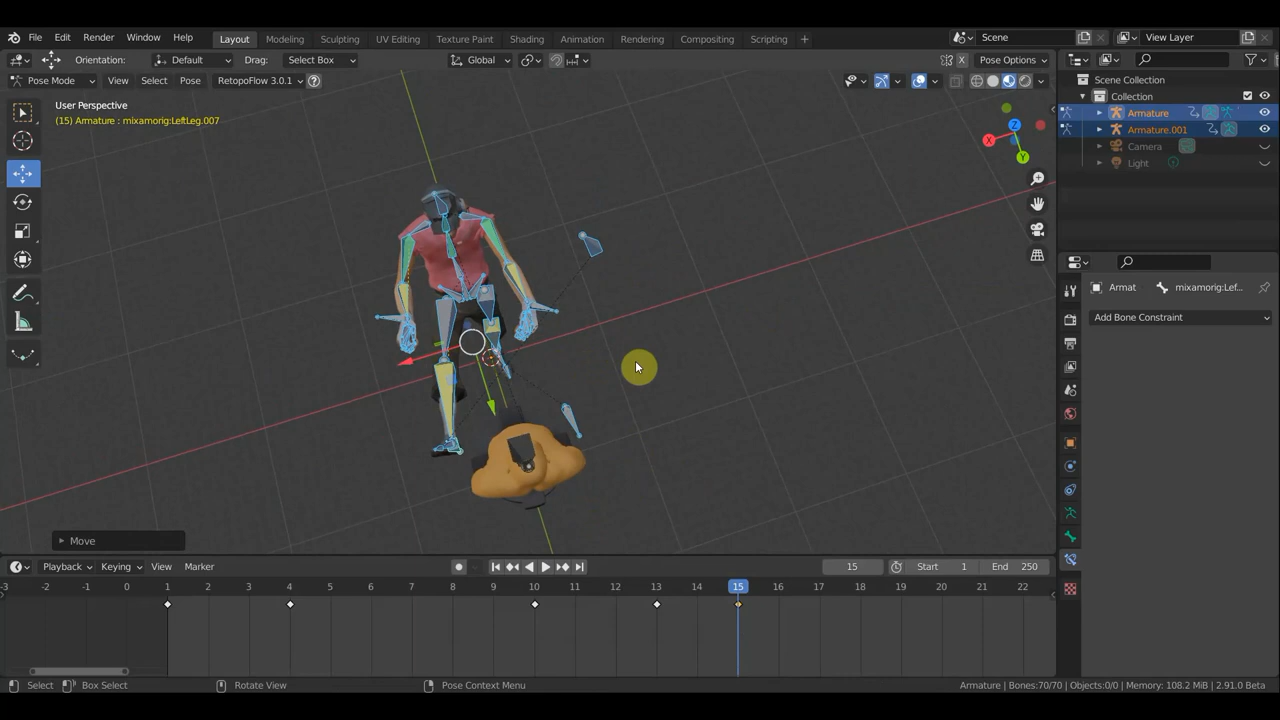 File Edit Render Window Help Layout Modeling Sculpting UV Editing Texture Paint Shading Animation Rendering Compositing Scripting + Scene View Layer
Orientation: Default Drag: Select Box Global Pose Options
Pose Mode View Select Pose RetopoFlow 3.0.1 ?
User Perspective
(15) Armature : mixamorig:LeftLeg.007
Z
X
Y
Scene Collection
Collection
Armature
Armature.001
Camera
Light
Armat mixamorig:Lef...
Add Bone Constraint
Move
Playback Keying View Marker 15 Start 1 End 250
-3 -2 -1 0 1 2 3 4 5 6 7 8 9 10 11 12 13 14 15 16 17 18 19 20 21 22
Select Box Select Rotate View Pose Context Menu Armature | Bones:70/70 | Objects:0/0 | Memory: 108.2 MiB | 2.91.0 Beta